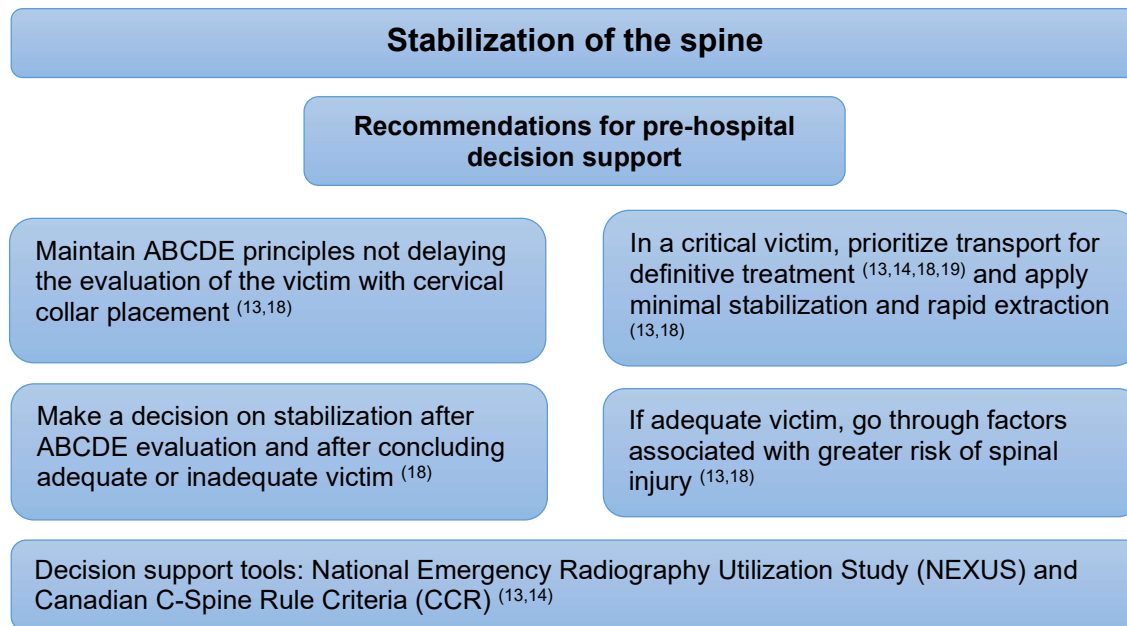 Stabilization of the spine
Recommendations for pre-hospital
decision support
Maintain ABCDE principles not delaying
the evaluation of the victim with cervical
collar placement (13,18)
In a critical victim, prioritize transport for
definitive treatment (13,14,18,19) and apply
minimal stabilization and rapid extraction
(13,18)
Make a decision on stabilization after
ABCDE evaluation and after concluding
adequate or inadequate victim (18)
If adequate victim, go through factors
associated with greater risk of spinal
injury (13,18)
Decision support tools: National Emergency Radiography Utilization Study (NEXUS) and
Canadian C-Spine Rule Criteria (CCR) (13,14)